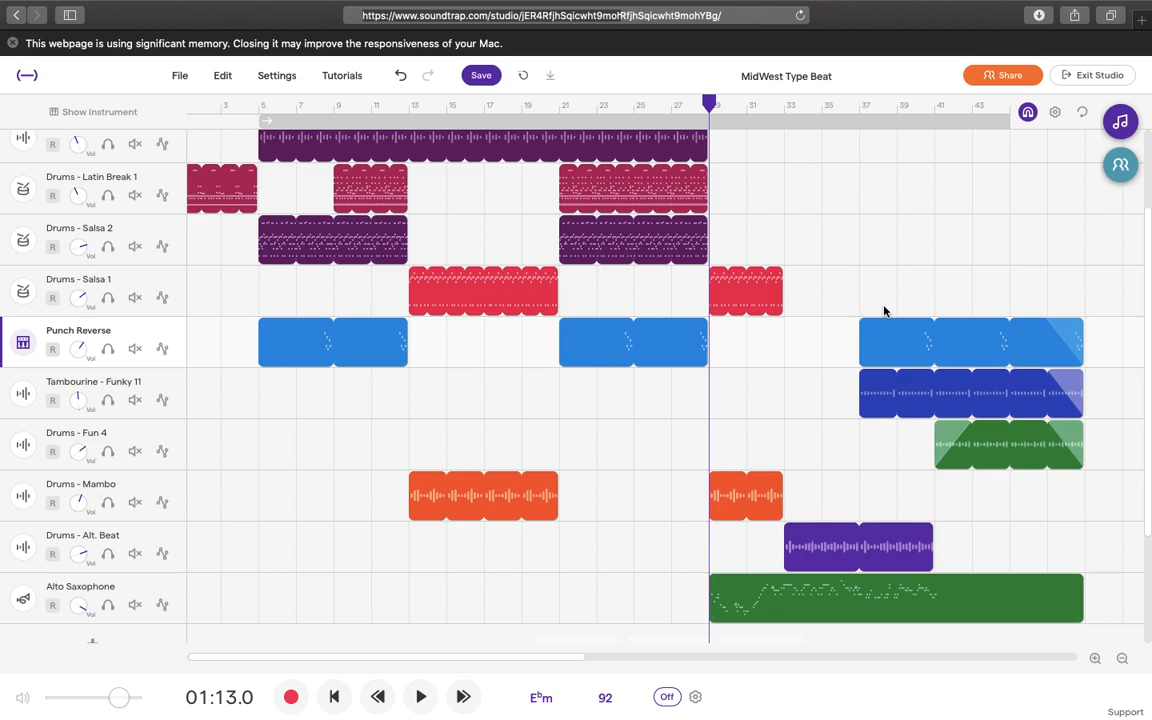 https://www.soundtrap.com/studio/jER4RfjhSqicwht9moHRfjhSqicwht9mohYBg/
This webpage is using significant memory. Closing it may improve the responsiveness of your Mac.
File Edit Settings Tutorials Save MidWest Type Beat Share Exit Studio
Show Instrument
3 5 7 9 11 13 15 17 19 21 23 25 27 29 31 33 35 37 39 41 43
R Vol
Drums - Latin Break 1
R Vol
Drums - Salsa 2
R Vol
Drums - Salsa 1
R Vol
Punch Reverse
R Vol
Tambourine - Funky 11
R Vol
Drums - Fun 4
R Vol
Drums - Mambo
R Vol
Drums - Alt. Beat
R Vol
Alto Saxophone
R Vol
01:13.0 Ebm 92 Off
Support